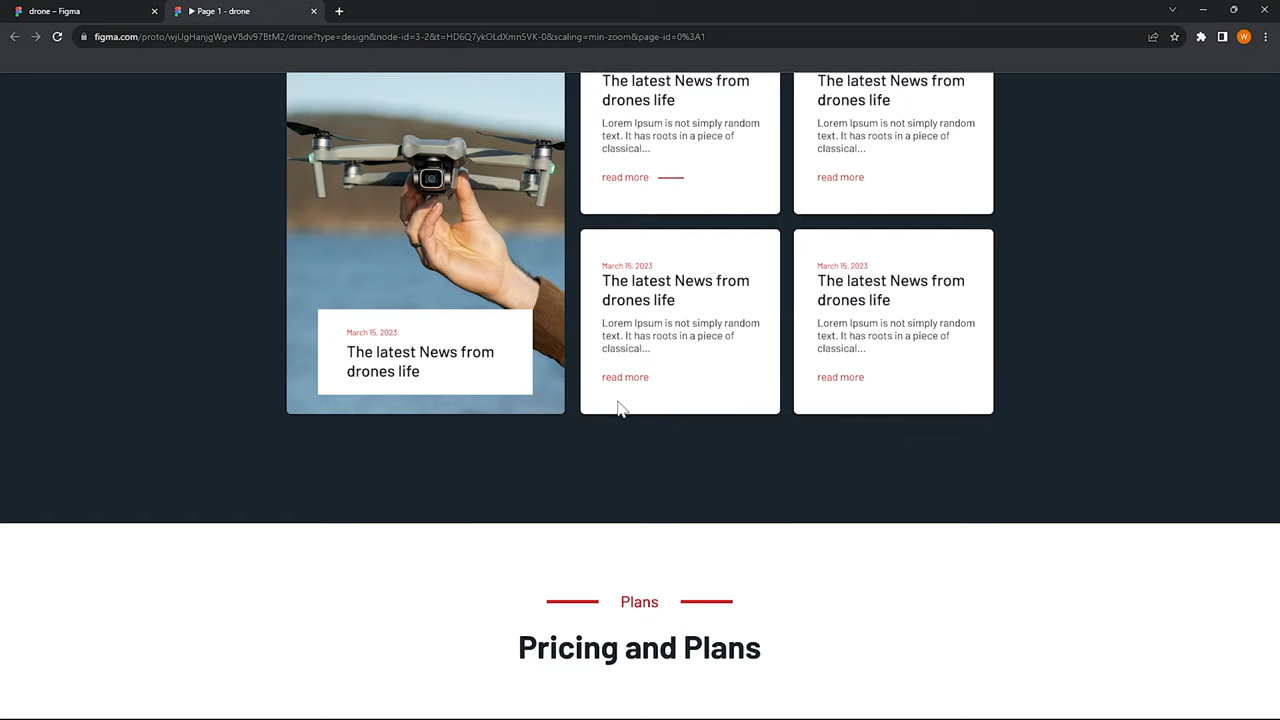 drone – Figma
Page 1 - drone
figma.com/proto/wjUgHanjgWgeV8dv97BtM2/drone?type=design&node-id=3-2&t=HD6Q7ykOLdXmn5VK-0&scaling=min-zoom&page-id=0%3A1
W
The latest News from
drones life
Lorem Ipsum is not simply random
text. It has roots in a piece of
classical...
read more
The latest News from
drones life
Lorem Ipsum is not simply random
text. It has roots in a piece of
classical...
read more
March 15, 2023
The latest News from
drones life
March 15, 2023
The latest News from
drones life
Lorem Ipsum is not simply random
text. It has roots in a piece of
classical...
read more
March 15, 2023
The latest News from
drones life
Lorem Ipsum is not simply random
text. It has roots in a piece of
classical...
read more
Plans
Pricing and Plans